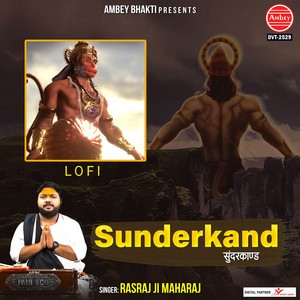 AMBEY BHAKTI PRESENTS
Ambey
DVT-2529
LOFI
Sunderkand
सुंदरकाण्ड
SINGER: RASRAJ JI MAHARAJ
DIGITAL PARTNER